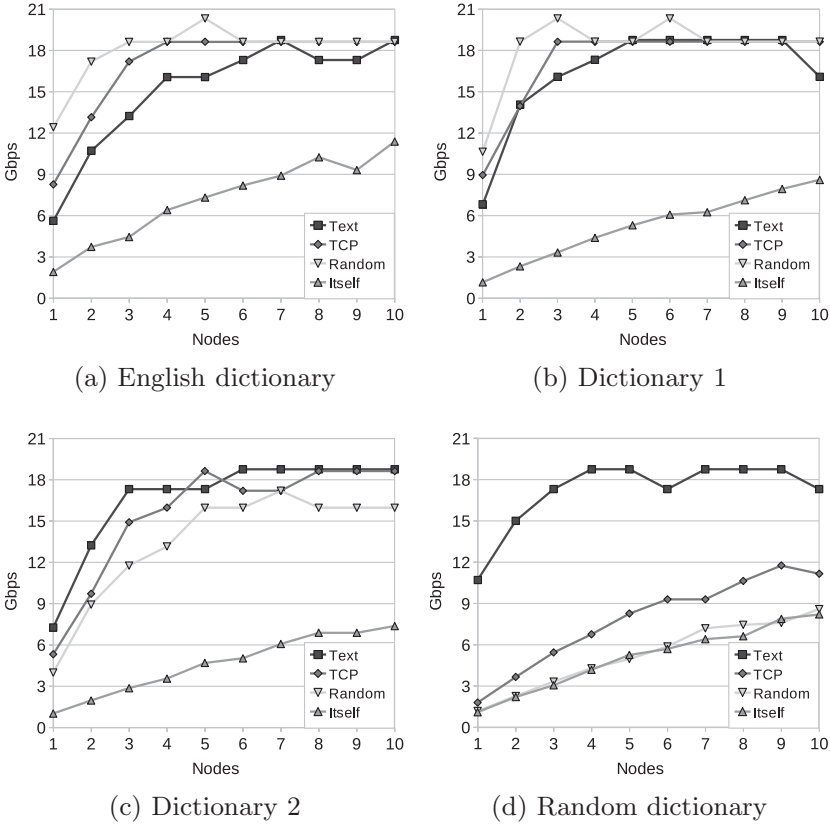 21
18
15
12
9
6
3
0
Gbps
1 2 3 4 5 6 7 8 9 10
Nodes
Text
TCP
Random
Itself
(a) English dictionary
21
18
15
12
9
6
3
0
Gbps
1 2 3 4 5 6 7 8 9 10
Nodes
Text
TCP
Random
Itself
(b) Dictionary 1
21
18
15
12
9
6
3
0
Gbps
1 2 3 4 5 6 7 8 9 10
Nodes
Text
TCP
Random
Itself
(c) Dictionary 2
21
18
15
12
9
6
3
0
Gbps
1 2 3 4 5 6 7 8 9 10
Nodes
Text
TCP
Random
Itself
(d) Random dictionary